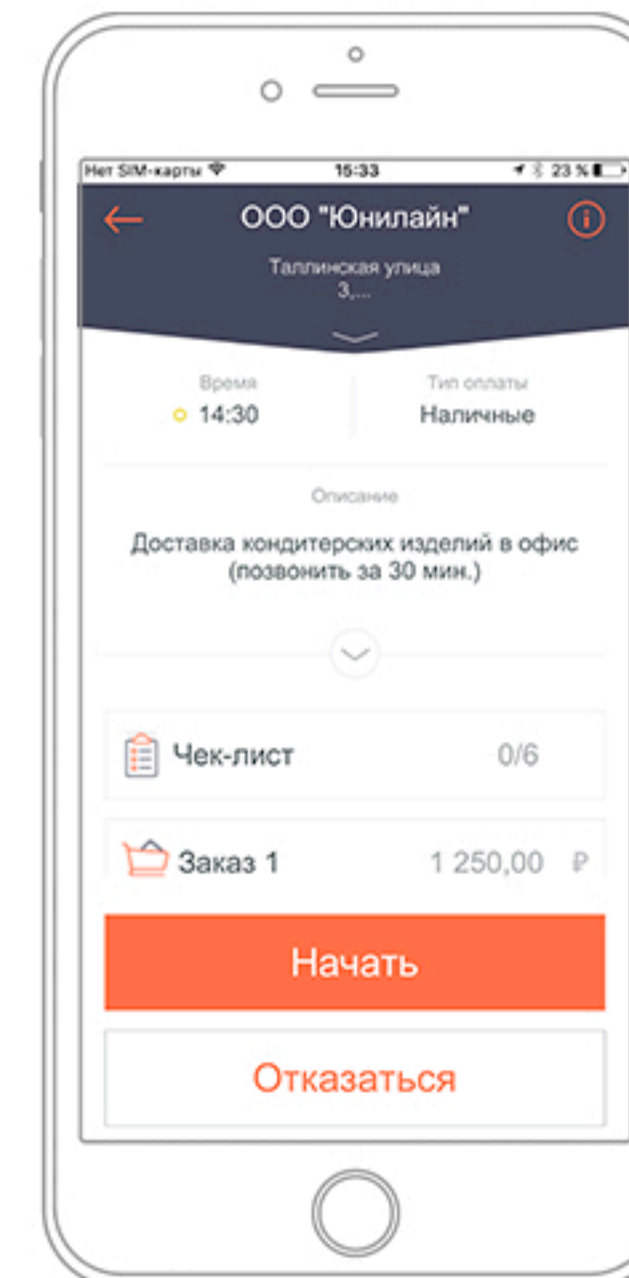 Нет SIM-карты 15:33 23 %
ООО "Юнилайн"
Таллинская улица
3,...
Время Тип оплаты
14:30 Наличные
Описание
Доставка кондитерских изделий в офис
(позвонить за 30 мин.)
Чек-лист 0/6
Заказ 1 1 250,00 ₽
Начать
Отказаться